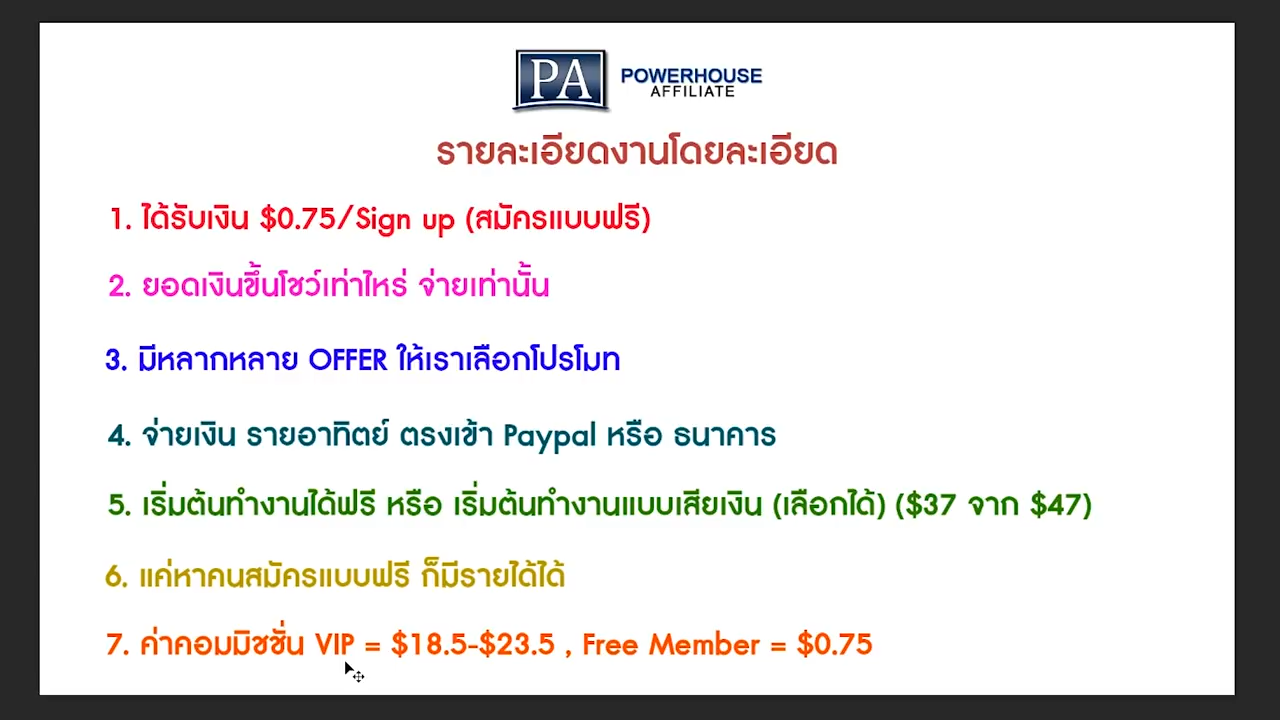 PA POWERHOUSE
AFFILIATE
รายละเอียดงานโดยละเอียด
1. ได้รับเงิน $0.75/Sign up (สมัครแบบฟรี)
2. ยอดเงินขึ้นโชว์เท่าไหร่ จ่ายเท่านั้น
3. มีหลากหลาย OFFER ให้เราเลือกโปรโมท
4. จ่ายเงิน รายอาทิตย์ ตรงเข้า Paypal หรือ ธนาคาร
5. เริ่มต้นทำงานได้ฟรี หรือ เริ่มต้นทำงานแบบเสียเงิน (เลือกได้) ($37 จาก $47)
6. แค่หาคนสมัครแบบฟรี ก็มีรายได้ได้
7. ค่าคอมมิชชั่น VIP = $18.5-$23.5 , Free Member = $0.75